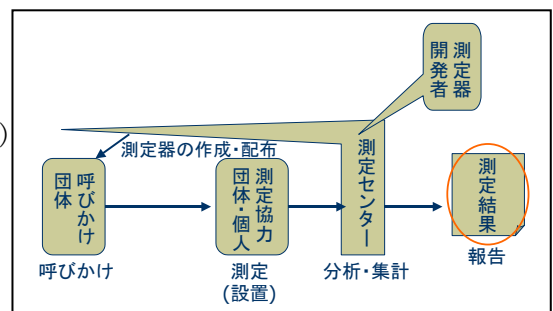 測定器
開発者
)
測定器の作成・配布
呼びかけ
団体
測定協力
団体・個人
測定センター
測定結果
呼びかけ
測定
(設置)
分析・集計
報告